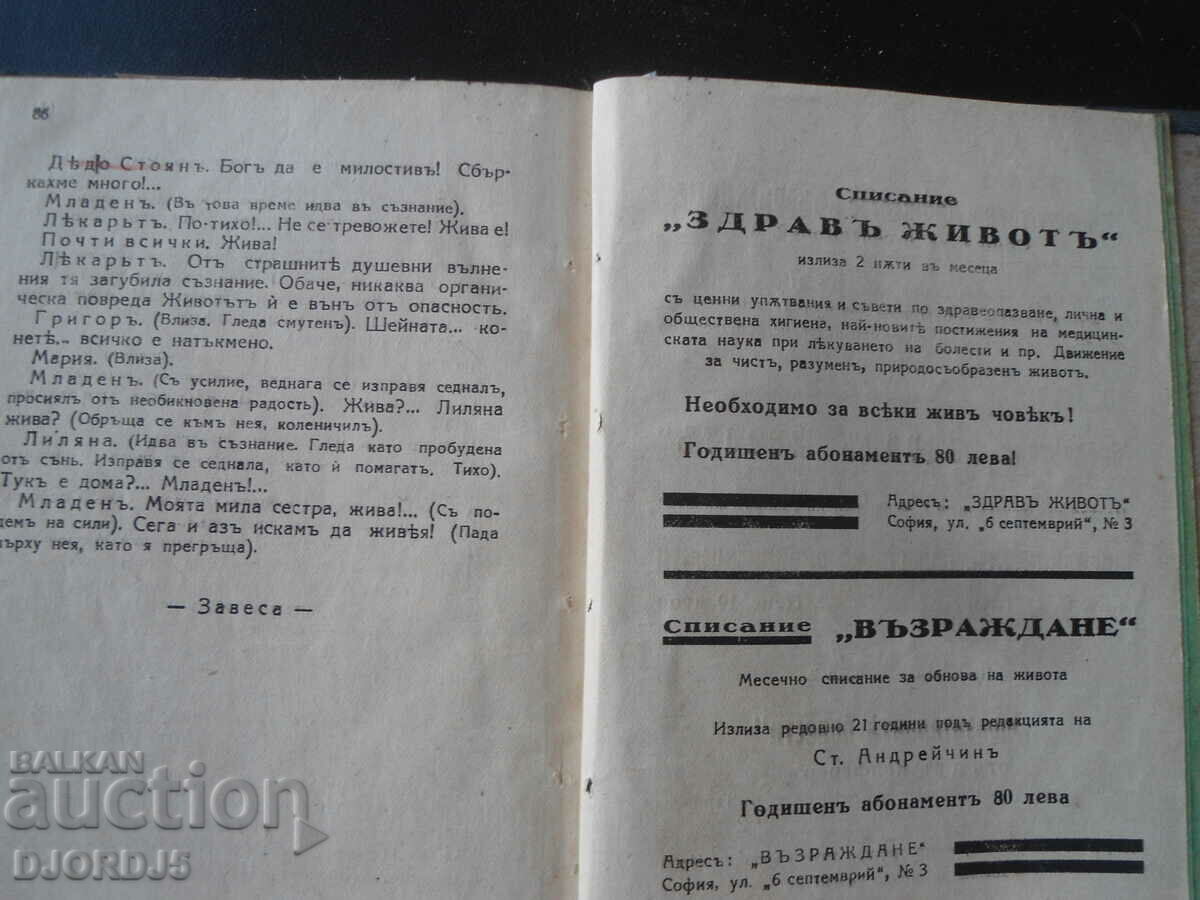 86
Дѣдо Стоянъ. Богъ да е милостивъ! Сбър-
кахме много!...
Младенъ. (Въ това време идва въ съзнание).
Лѣкарьтъ. По-тихо!... Не се тревожете! Жива е!
Почти всички. Жива!
Лѣкарьтъ. Отъ страшнитѣ душевни вълне-
ния тя загубила съзнание. Обаче, никаква органи-
ческа повреда Животътъ ѝ е вънъ отъ опасность.
Григоръ. (Влиза. Гледа смутенъ). Шейната... ко-
нетѣ... всичко е натъкмено.
Мария. (Влиза).
Младенъ. (Съ усилие, веднага се изправя седналъ,
просиялъ отъ необикновена радость). Жива?... Лиляна
жива? (Обръща се къмъ нея, коленичилъ).
Лиляна. (Идва въ съзнание. Гледа като пробудена
отъ сънь. Изправя се седнала, като ѝ помагатъ. Тихо).
Тукъ е дома?... Младенъ!...
Младенъ. Моята мила сестра, жива!... (Съ по-
демъ на сили). Сега и азъ искамъ да живѣя! (Пада
върху нея, като я прегръща).
— Завеса —
Списание
„ЗДРАВЪ ЖИВОТЪ“
излиза 2 пѫти въ месеца
съ ценни упѫтвания и съвети по здравеопазване, лична и
обществена хигиена, най-новитѣ постижения на медицин-
ската наука при лѣкуването на болести и пр. Движение
за чистъ, разуменъ, природосъобразенъ животъ.
Необходимо за всѣки живъ човѣкъ!
Годишенъ абонаментъ 80 лева!
Адресъ: „ЗДРАВЪ ЖИВОТЪ“
София, ул. „6 септемврий“, № 3
Списание „ВЪЗРАЖДАНЕ“
Месечно списание за обнова на живота
Излиза редовно 21 години подъ редакцията на
Ст. Андрейчинъ
Годишенъ абонаментъ 80 лева
Адресъ: „ВЪЗРАЖДАНЕ“
София, ул. „6 септемврий“, № 3
BALKAN
auction
DJORDJ5